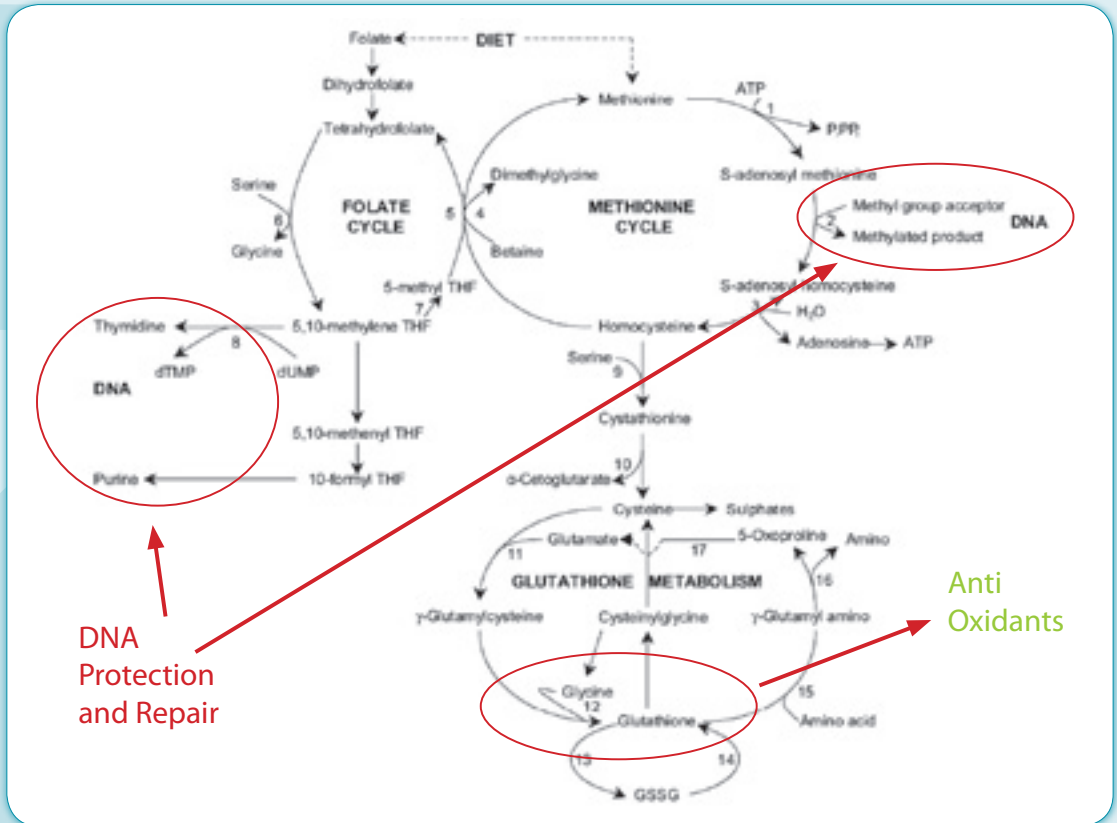 Folate DIET
Dihydrofolate
Tetrahydrofolate
Methionine
ATP
1
P.PP.
S-adenosyl methionine
Serine
6
Glycine
FOLATE
CYCLE
5 4
Dimethylglycine
Betaine
METHIONINE
CYCLE
Methyl group acceptor
2
Methylated product
DNA
S-adenosyl homocysteine
5-methyl THF
7
Thymidine
5,10-methylene THF
8
dTMP
dUMP
DNA
Homocysteine
3
H₂O
Adenosine
ATP
Serine
9
Cystathionine
5,10-methenyl THF
Purine
10-formyl THF
10
α-Cetoglutarate
Cysteine
Sulphates
11
Glutamate
17
5-Oxoproline
Amino
GLUTATHIONE METABOLISM
16
γ-Glutamylcysteine
Cysteinylglycine
γ-Glutamyl amino
Glycine
12
Glutathione
15
Amino acid
13
14
GSSG
DNA
Protection
and Repair
Anti
Oxidants